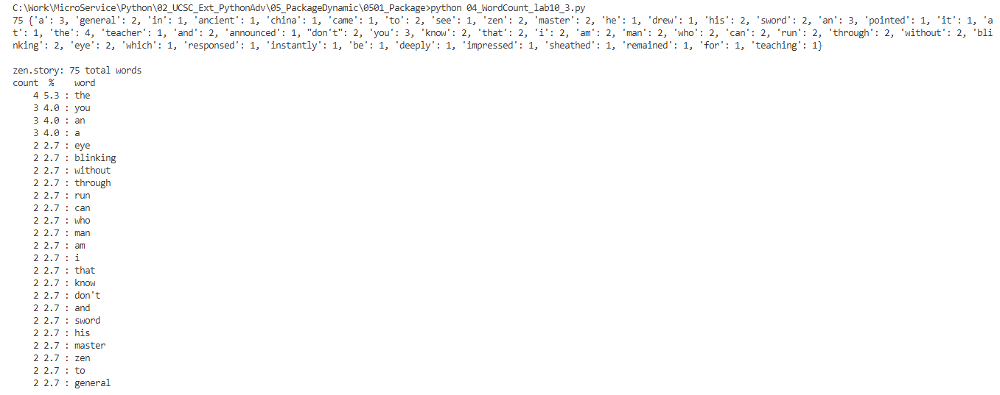 C:\Work\MicroService\Python\02_UCSC_Ext_PythonAdv\05_PackageDynamic\0501_Package>python 04_WordCount_lab10_3.py
75 {'a': 3, 'general': 2, 'in': 1, 'ancient': 1, 'china': 1, 'came': 1, 'to': 2, 'see': 1, 'zen': 2, 'master': 2, 'he': 1, 'drew': 1, 'his': 2, 'sword': 2, 'an': 3, 'pointed': 1, 'it': 1, 'a
t': 1, 'the': 4, 'teacher': 1, 'and': 2, 'announced': 1, "don't": 2, 'you': 3, 'know': 2, 'that': 2, 'i': 2, 'am': 2, 'man': 2, 'who': 2, 'can': 2, 'run': 2, 'through': 2, 'without': 2, 'bli
nking': 2, 'eye': 2, 'which': 1, 'responsed': 1, 'instantly': 1, 'be': 1, 'deeply': 1, 'impressed': 1, 'sheathed': 1, 'remained': 1, 'for': 1, 'teaching': 1}
zen.story: 75 total words
count  %    word
    4 5.3 : the
    3 4.0 : you
    3 4.0 : an
    3 4.0 : a
    2 2.7 : eye
    2 2.7 : blinking
    2 2.7 : without
    2 2.7 : through
    2 2.7 : run
    2 2.7 : can
    2 2.7 : who
    2 2.7 : man
    2 2.7 : am
    2 2.7 : i
    2 2.7 : that
    2 2.7 : know
    2 2.7 : don't
    2 2.7 : and
    2 2.7 : sword
    2 2.7 : his
    2 2.7 : master
    2 2.7 : zen
    2 2.7 : to
    2 2.7 : general